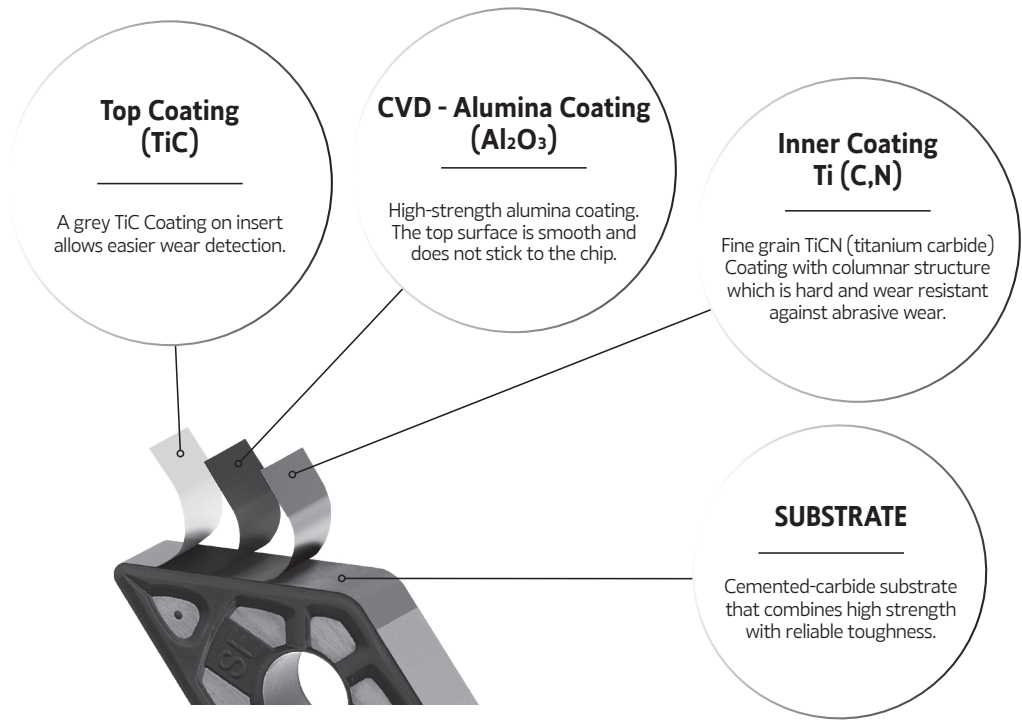 Top Coating
(TiC)
A grey TiC Coating on insert
allows easier wear detection.
CVD - Alumina Coating
(Al₂O₃)
High-strength alumina coating.
The top surface is smooth and
does not stick to the chip.
Inner Coating
Ti (C,N)
Fine grain TiCN (titanium carbide)
Coating with columnar structure
which is hard and wear resistant
against abrasive wear.
SUBSTRATE
Cemented-carbide substrate
that combines high strength
with reliable toughness.